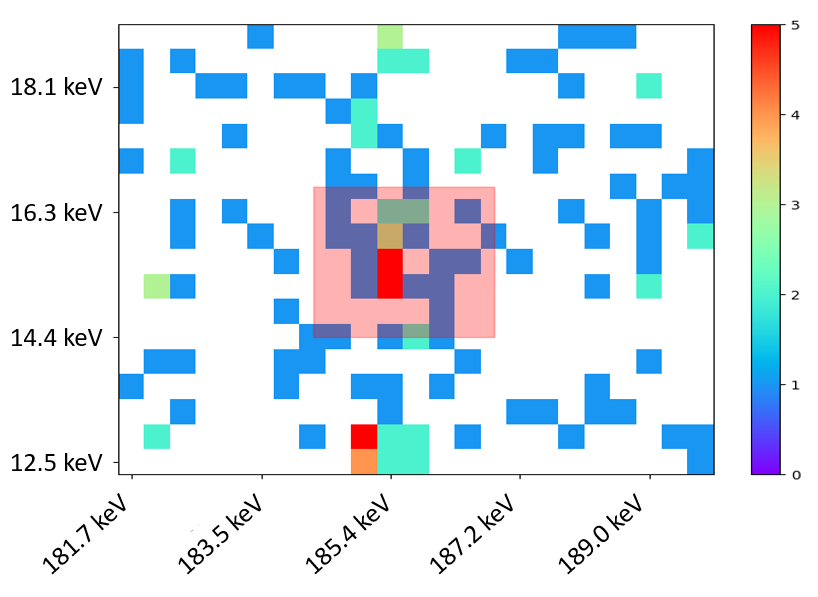 5
18.1 keV
4
3
16.3 keV
2
14.4 keV
1
12.5 keV
0
181.7 keV
183.5 keV
185.4 keV
187.2 keV
189.0 keV